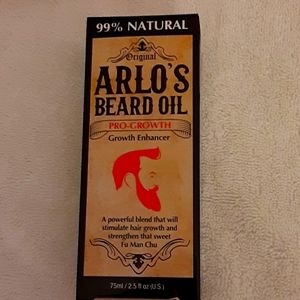 99% NATURAL
Original
ARLO'S
BEARD OIL
PRO-GROWTH
Growth Enhancer
A powerful blend that will
stimulate hair growth and
strengthen that sweet
Fu Man Chu
75ml / 2.5 fl oz (U.S.)